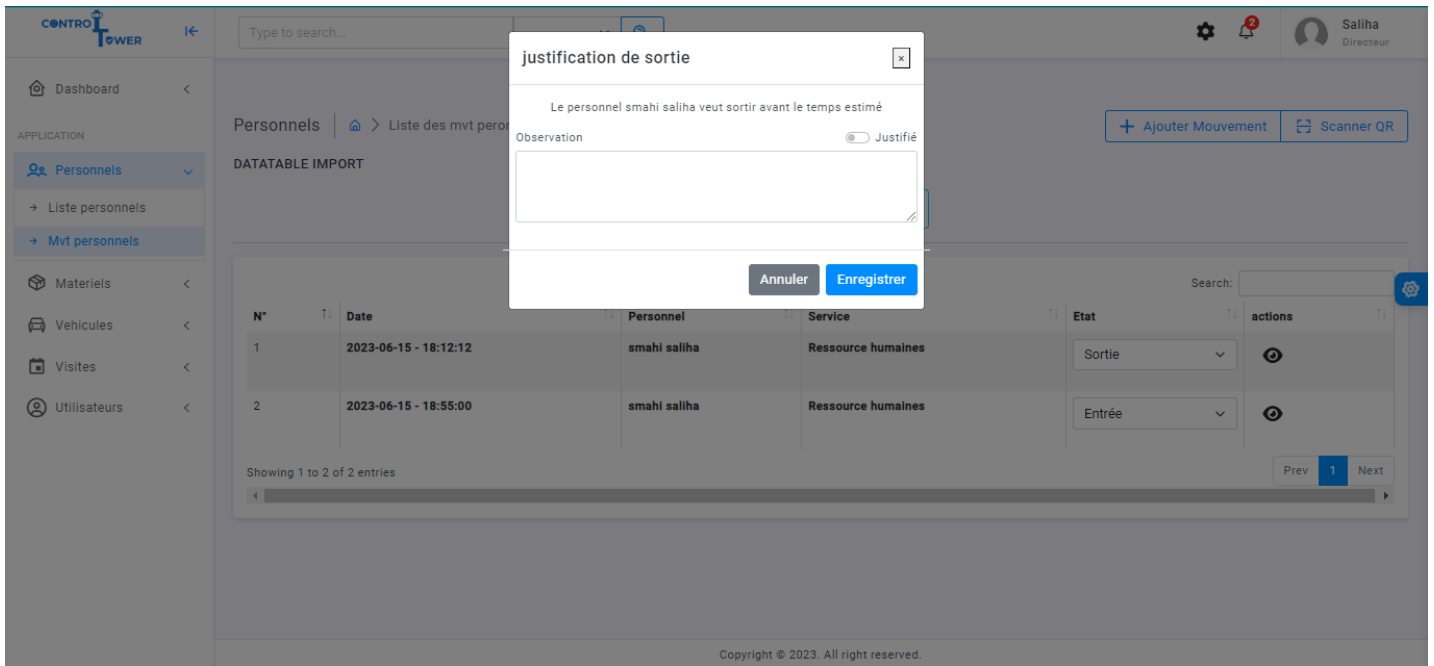 CONTRO TOWER
Type to search...
2
Saliha
Directeur
justification de sortie
×
Le personnel smahi saliha veut sortir avant le temps estimé
Observation
Justifié
Annuler
Enregistrer
Dashboard
APPLICATION
Personnels
Liste personnels
Mvt personnels
Materiels
Vehicules
Visites
Utilisateurs
Personnels
Liste des mvt peror
Ajouter Mouvement
Scanner QR
DATATABLE IMPORT
Search:
N° Date Personnel Service Etat actions
1 2023-06-15 - 18:12:12 smahi saliha Ressource humaines Sortie
2 2023-06-15 - 18:55:00 smahi saliha Ressource humaines Entrée
Showing 1 to 2 of 2 entries
Prev 1 Next
Copyright © 2023. All right reserved.